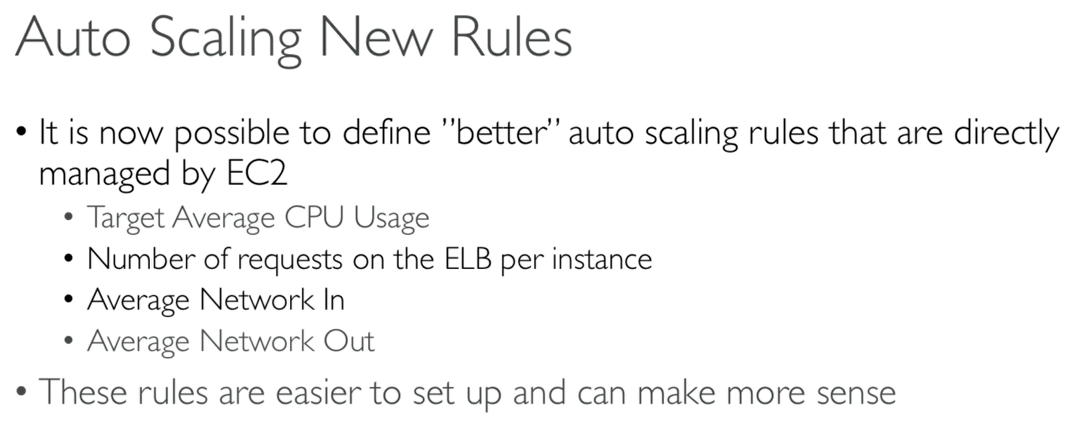 Auto Scaling New Rules
• It is now possible to define ”better” auto scaling rules that are directly
managed by EC2
• Target Average CPU Usage
• Number of requests on the ELB per instance
• Average Network In
• Average Network Out
• These rules are easier to set up and can make more sense